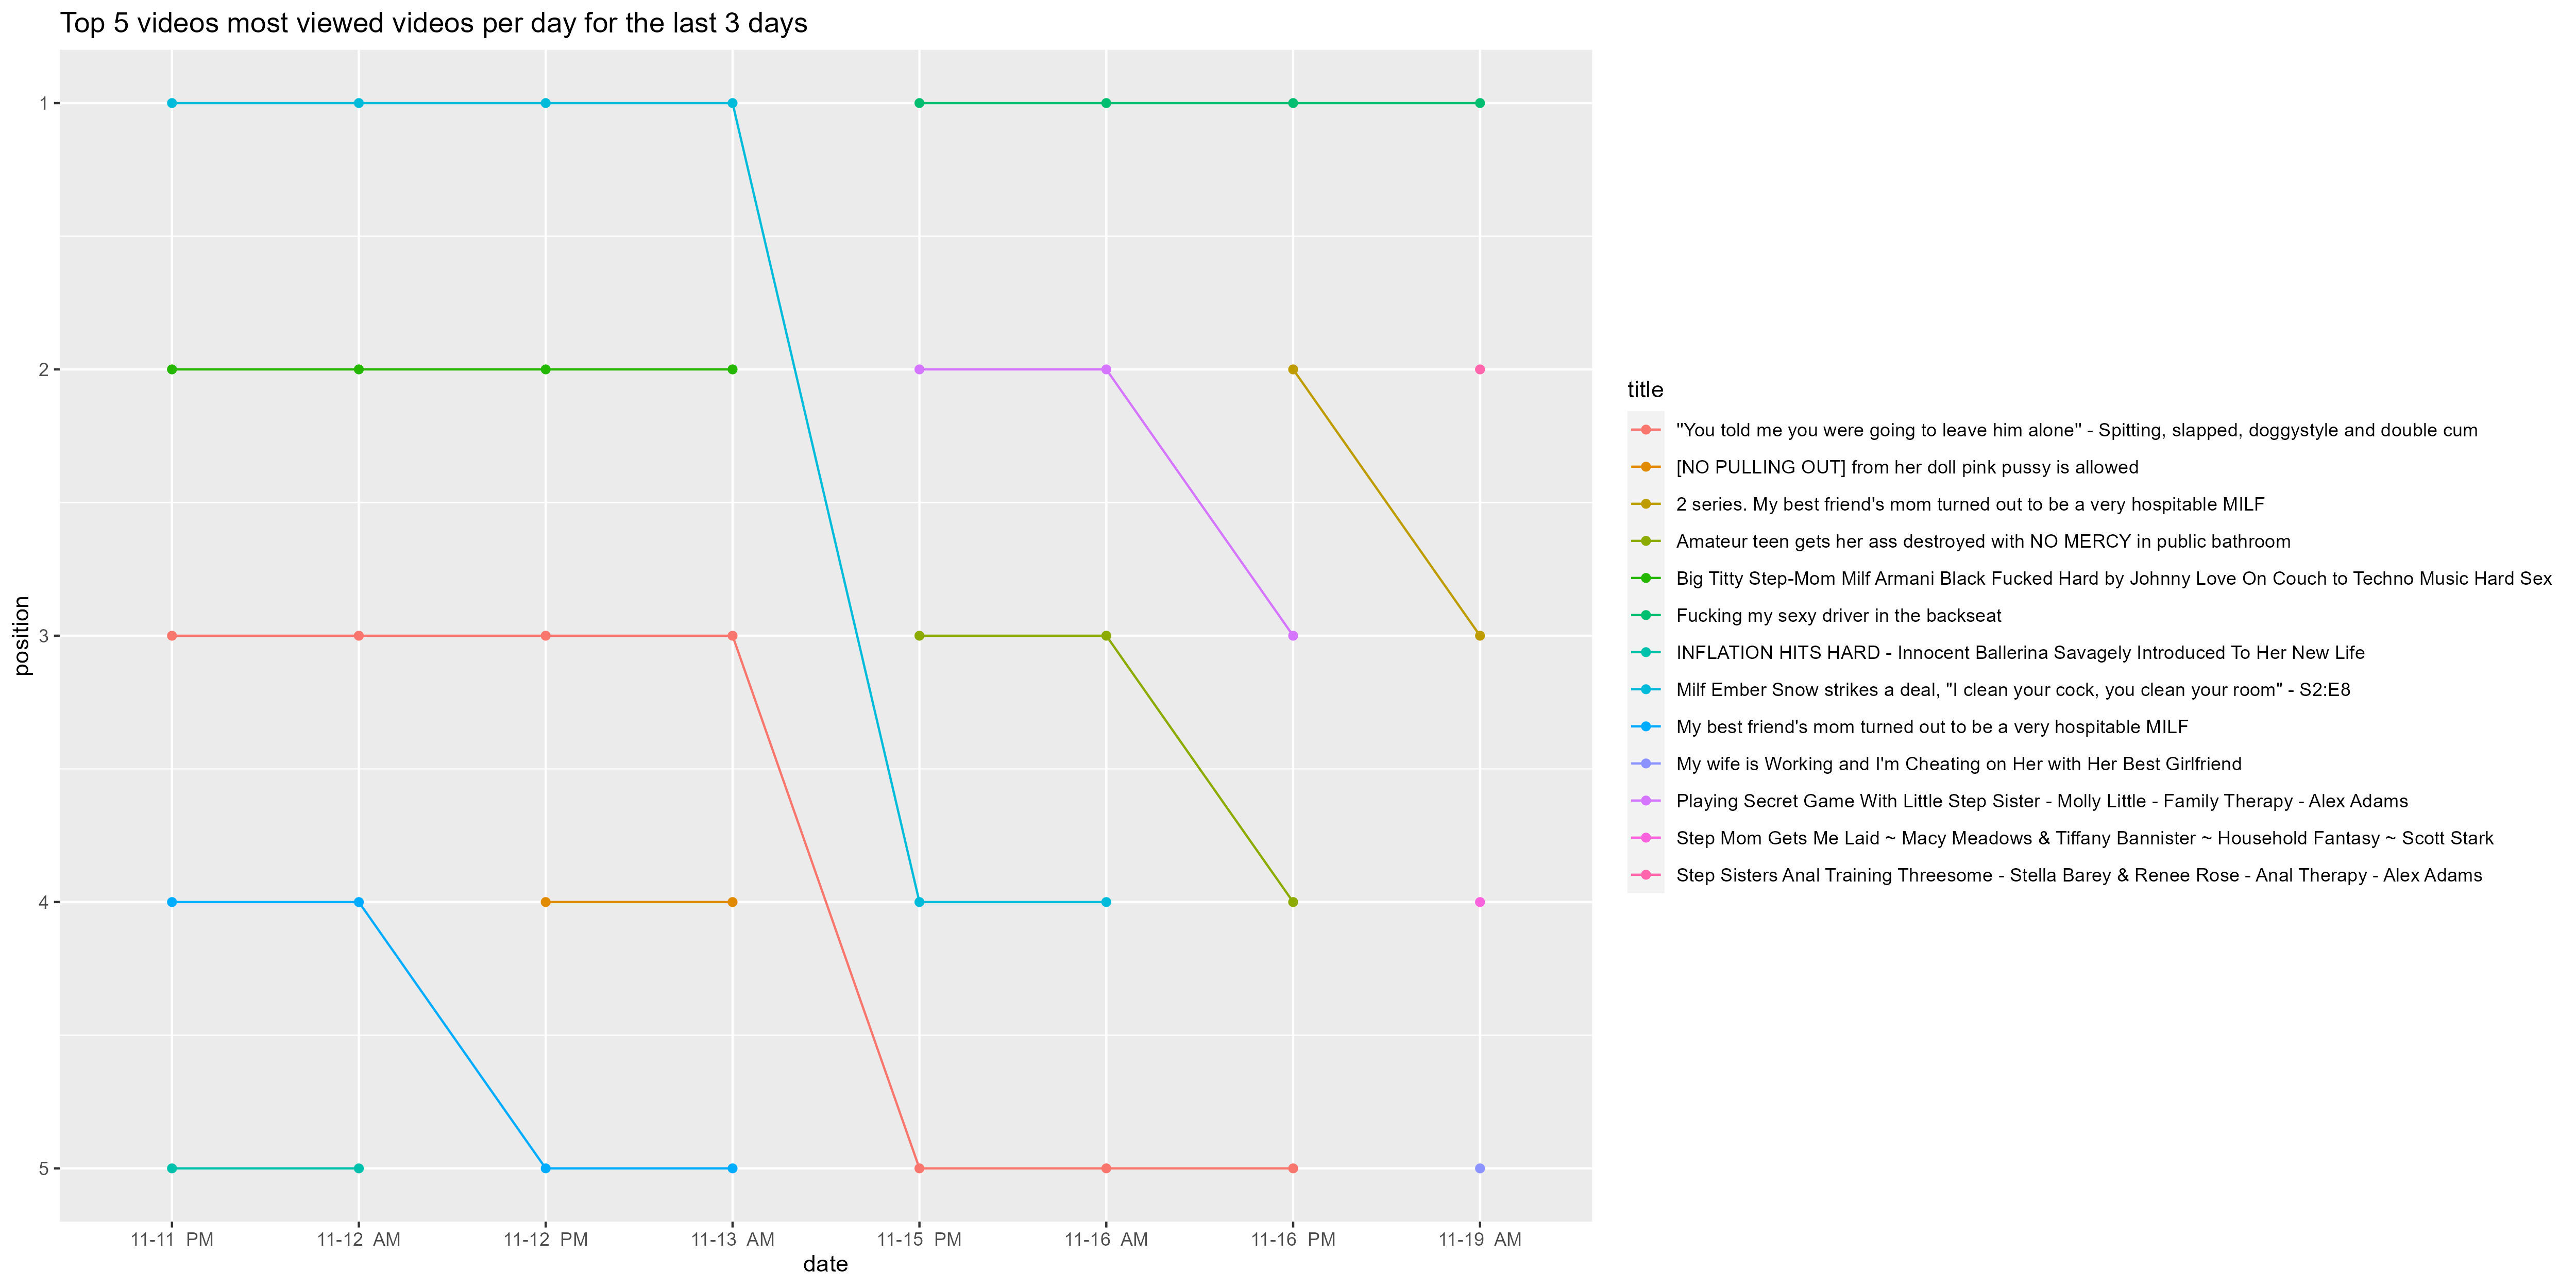 Top 5 videos most viewed videos per day for the last 3 days
position
1
2
3
4
5
11-11 PM
11-12 AM
11-12 PM
11-13 AM
11-15 PM
11-16 AM
11-16 PM
11-19 AM
date
title
"You told me you were going to leave him alone" - Spitting, slapped, doggystyle and double cum
[NO PULLING OUT] from her doll pink pussy is allowed
2 series. My best friend's mom turned out to be a very hospitable MILF
Amateur teen gets her ass destroyed with NO MERCY in public bathroom
Big Titty Step-Mom Milf Armani Black Fucked Hard by Johnny Love On Couch to Techno Music Hard Sex
Fucking my sexy driver in the backseat
INFLATION HITS HARD - Innocent Ballerina Savagely Introduced To Her New Life
Milf Ember Snow strikes a deal, "I clean your cock, you clean your room" - S2:E8
My best friend's mom turned out to be a very hospitable MILF
My wife is Working and I'm Cheating on Her with Her Best Girlfriend
Playing Secret Game With Little Step Sister - Molly Little - Family Therapy - Alex Adams
Step Mom Gets Me Laid ~ Macy Meadows & Tiffany Bannister ~ Household Fantasy ~ Scott Stark
Step Sisters Anal Training Threesome - Stella Barey & Renee Rose - Anal Therapy - Alex Adams